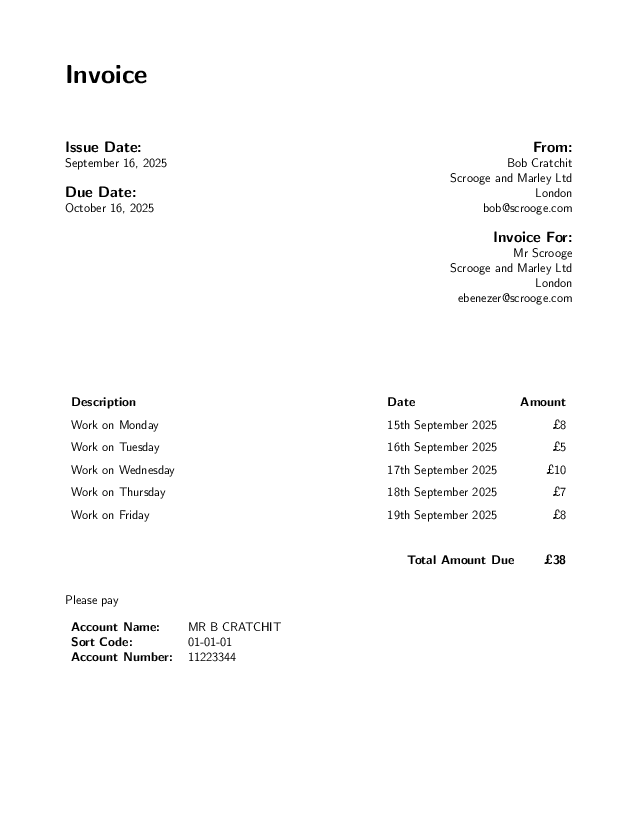 Invoice
Issue Date:
September 16, 2025
Due Date:
October 16, 2025
From:
Bob Cratchit
Scrooge and Marley Ltd
London
bob@scrooge.com
Invoice For:
Mr Scrooge
Scrooge and Marley Ltd
London
ebenezer@scrooge.com
Description Date Amount
Work on Monday 15th September 2025 £8
Work on Tuesday 16th September 2025 £5
Work on Wednesday 17th September 2025 £10
Work on Thursday 18th September 2025 £7
Work on Friday 19th September 2025 £8
Total Amount Due £38
Please pay
Account Name: MR B CRATCHIT
Sort Code: 01-01-01
Account Number: 11223344